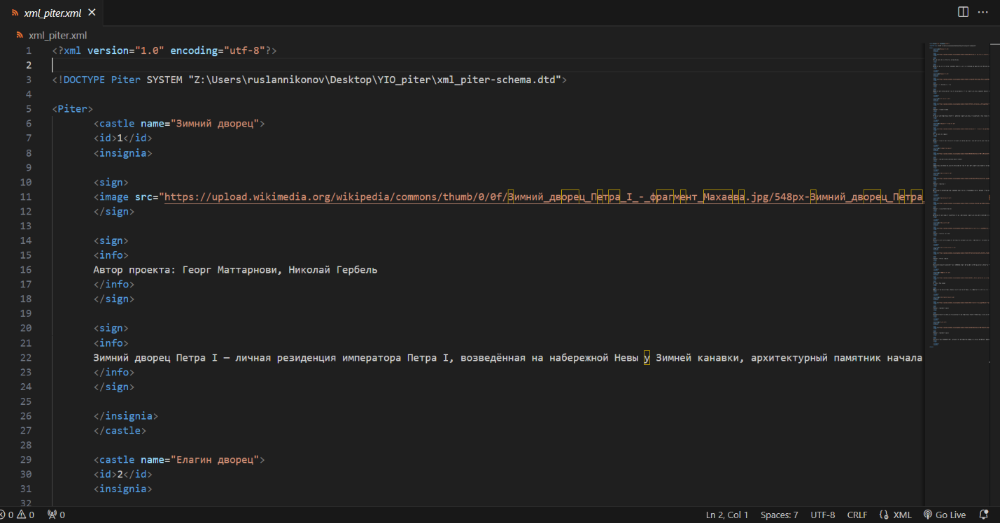 xml_piter.xml
xml_piter.xml
1 <?xml version="1.0" encoding="utf-8"?>
2
3 <!DOCTYPE Piter SYSTEM "Z:\Users\ruslannikonov\Desktop\YIO_piter\xml_piter-schema.dtd">
4
5 <Piter>
6 <castle name="Зимний дворец">
7 <id>1</id>
8 <insignia>
9
10 <sign>
11 <image src="https://upload.wikimedia.org/wikipedia/commons/thumb/0/0f/Зимний_дворец_Петра_I_-_фрагмент_Махаева.jpg/548px-Зимний_дворец_Петра_
12 </sign>
13
14 <sign>
15 <info>
16 Автор проекта: Георг Маттарнови, Николай Гербель
17 </info>
18 </sign>
19
20 <sign>
21 <info>
22 Зимний дворец Петра I — личная резиденция императора Петра I, возведённая на набережной Невы у Зимней канавки, архитектурный памятник начала
23 </info>
24 </sign>
25
26 </insignia>
27 </castle>
28
29 <castle name="Елагин дворец">
30 <id>2</id>
31 <insignia>
32
0 0 0 Ln 2, Col 1 Spaces: 7 UTF-8 CRLF XML Go Live